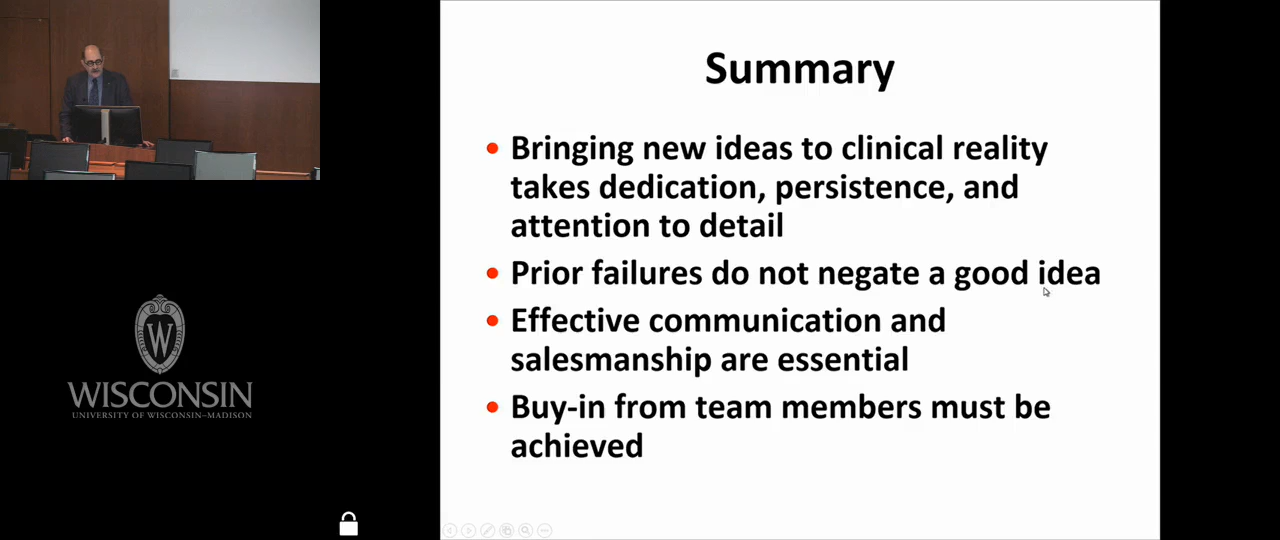 Summary
Bringing new ideas to clinical reality
takes dedication, persistence, and
attention to detail
Prior failures do not negate a good idea
Effective communication and
salesmanship are essential
Buy-in from team members must be
achieved
W
WISCONSIN
UNIVERSITY OF WISCONSIN–MADISON